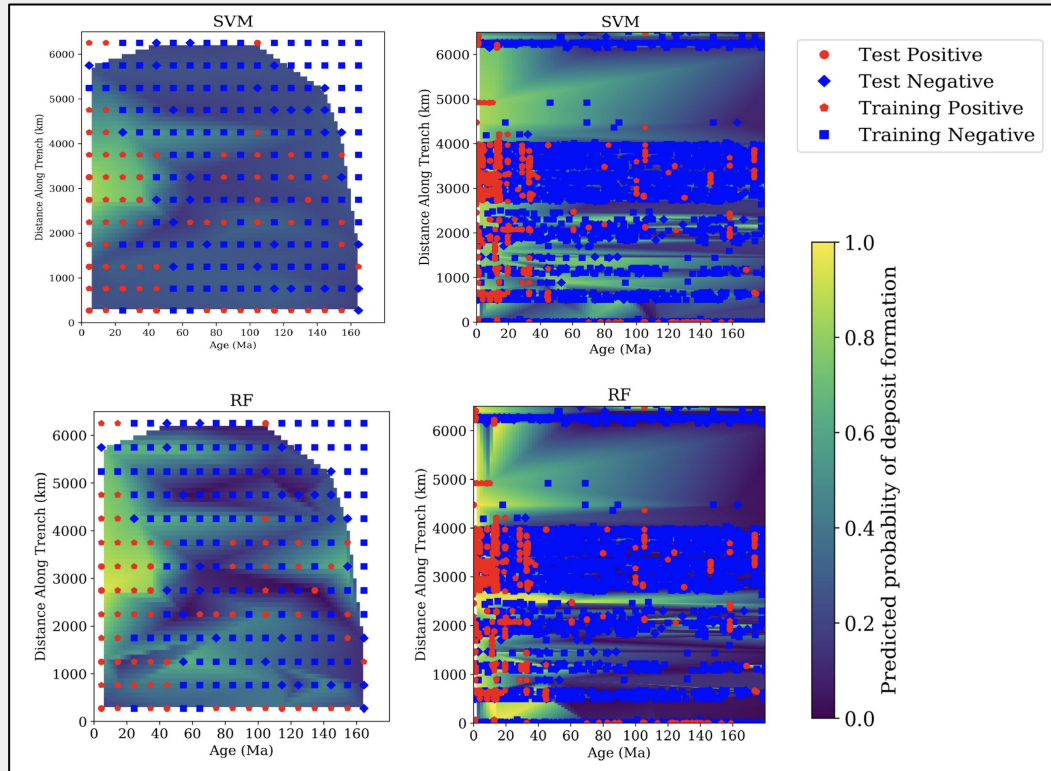 SVM
SVM
Distance Along Trench (km)
6000
5000
4000
3000
2000
1000
0
0 20 40 60 80 100 120 140 160
Age (Ma)
Distance Along Trench (km)
6000
5000
4000
3000
2000
1000
0
0 20 40 60 80 100 120 140 160
Age (Ma)
Test Positive
Test Negative
Training Positive
Training Negative
RF
RF
Distance Along Trench (km)
6000
5000
4000
3000
2000
1000
0
0 20 40 60 80 100 120 140 160
Age (Ma)
Distance Along Trench (km)
6000
5000
4000
3000
2000
1000
0
0 20 40 60 80 100 120 140 160
Age (Ma)
1.0
0.8
0.6
0.4
0.2
0.0
Predicted probablity of deposit formation